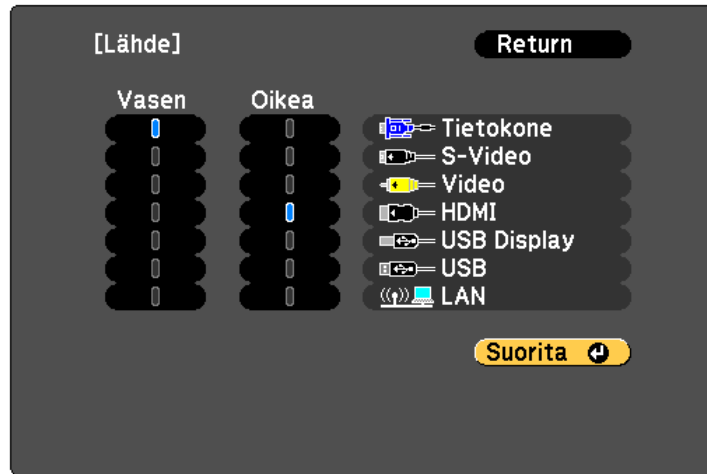 [Lähde] Return
Vasen Oikea
Tietokone
S-Video
Video
HDMI
USB Display
USB
LAN
Suorita